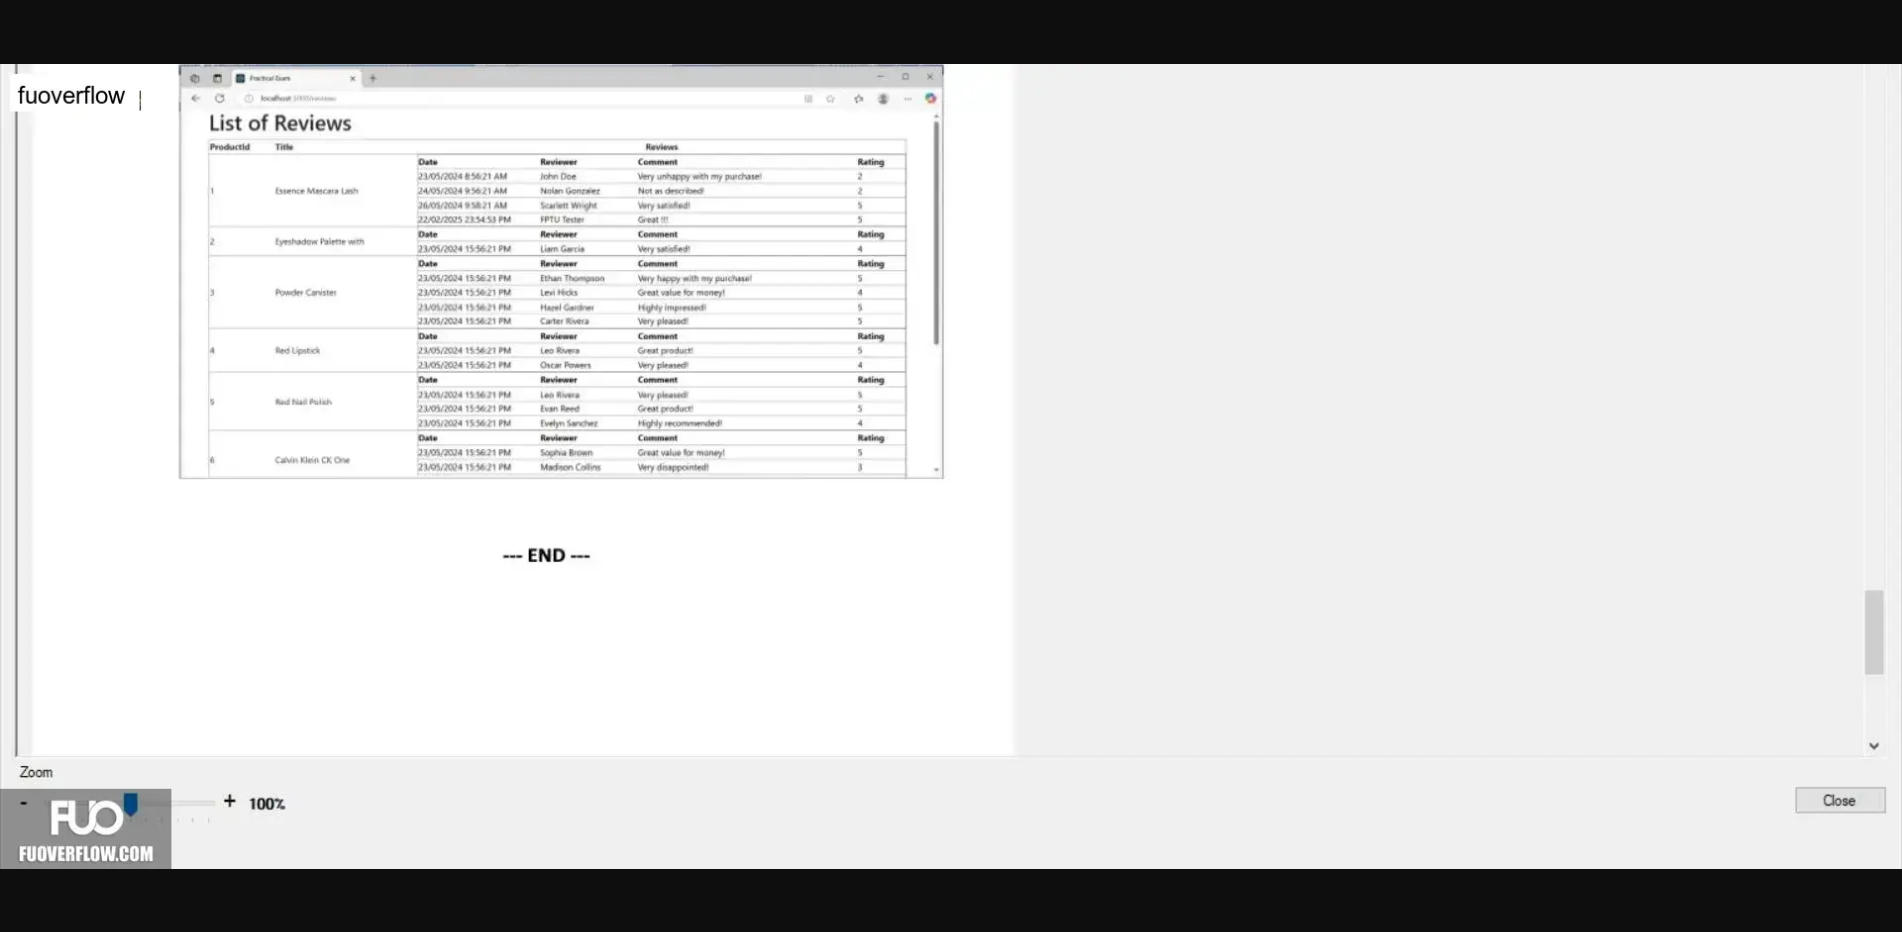 Practical Exam
fuoverflow
localhost
List of Reviews
ProductId Title Reviews
Date Reviewer Comment Rating
23/05/2024 8:56:21 AM John Doe Very unhappy with my purchase! 2
1 Essence Mascara Lash 24/05/2024 9:56:21 AM Nolan Gonzalez Not as described! 2
26/05/2024 9:58:21 AM Scarlett Wright Very satisfied! 5
22/02/2025 23:54:53 PM FPTU Tester Great !!! 5
Date Reviewer Comment Rating
2 Eyeshadow Palette with 23/05/2024 15:56:21 PM Liam Garcia Very satisfied! 4
Date Reviewer Comment Rating
23/05/2024 15:56:21 PM Ethan Thompson Very happy with my purchase! 5
3 Powder Canister 23/05/2024 15:56:21 PM Levi Hicks Great value for money! 4
23/05/2024 15:56:21 PM Hazel Gardner Highly impressed! 5
23/05/2024 15:56:21 PM Carter Rivera Very pleased! 5
Date Reviewer Comment Rating
4 Red Lipstick 23/05/2024 15:56:21 PM Leo Rivera Great product! 5
23/05/2024 15:56:21 PM Oscar Powers Very pleased! 4
Date Reviewer Comment Rating
23/05/2024 15:56:21 PM Leo Rivera Very pleased! 5
5 Red Nail Polish 23/05/2024 15:56:21 PM Evan Reed Great product! 5
23/05/2024 15:56:21 PM Evelyn Sanchez Highly recommended! 4
Date Reviewer Comment Rating
23/05/2024 15:56:21 PM Sophia Brown Great value for money! 5
6 Calvin Klein CK One 23/05/2024 15:56:21 PM Madison Collins Very disappointed! 3
--- END ---
Zoom
- + 100%
Close
FUO
FUOVERFLOW.COM